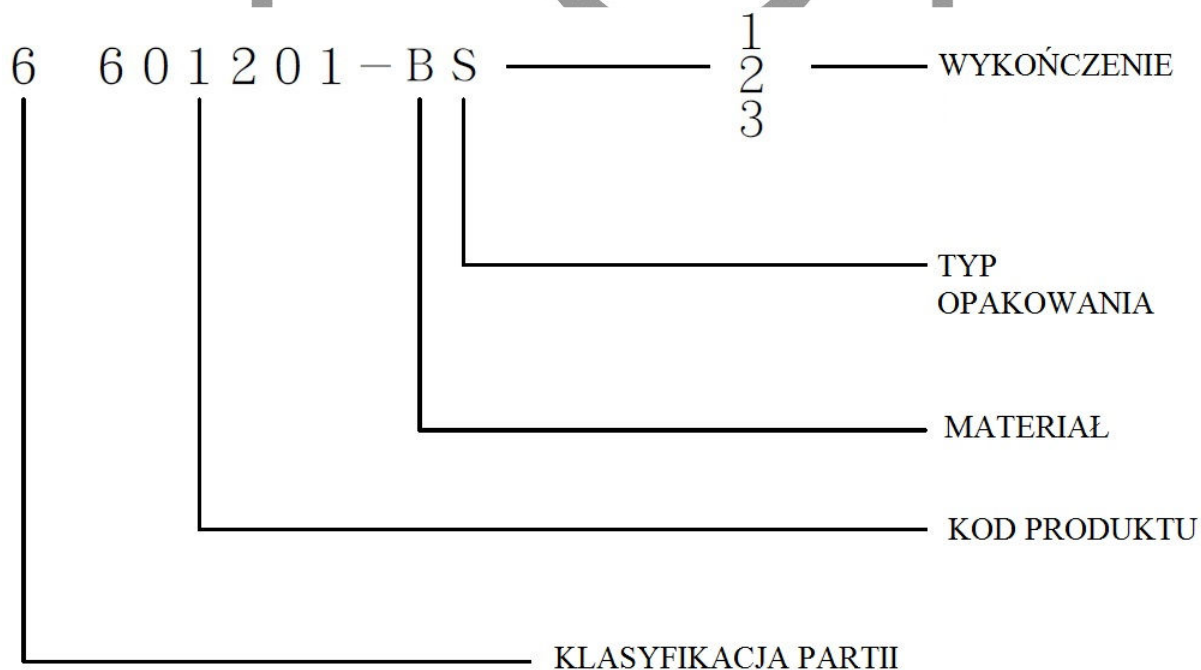 1
6 601201-BS 2 WYKOŃCZENIE
3
TYP
OPAKOWANIA
MATERIAŁ
KOD PRODUKTU
KLASYFIKACJA PARTII